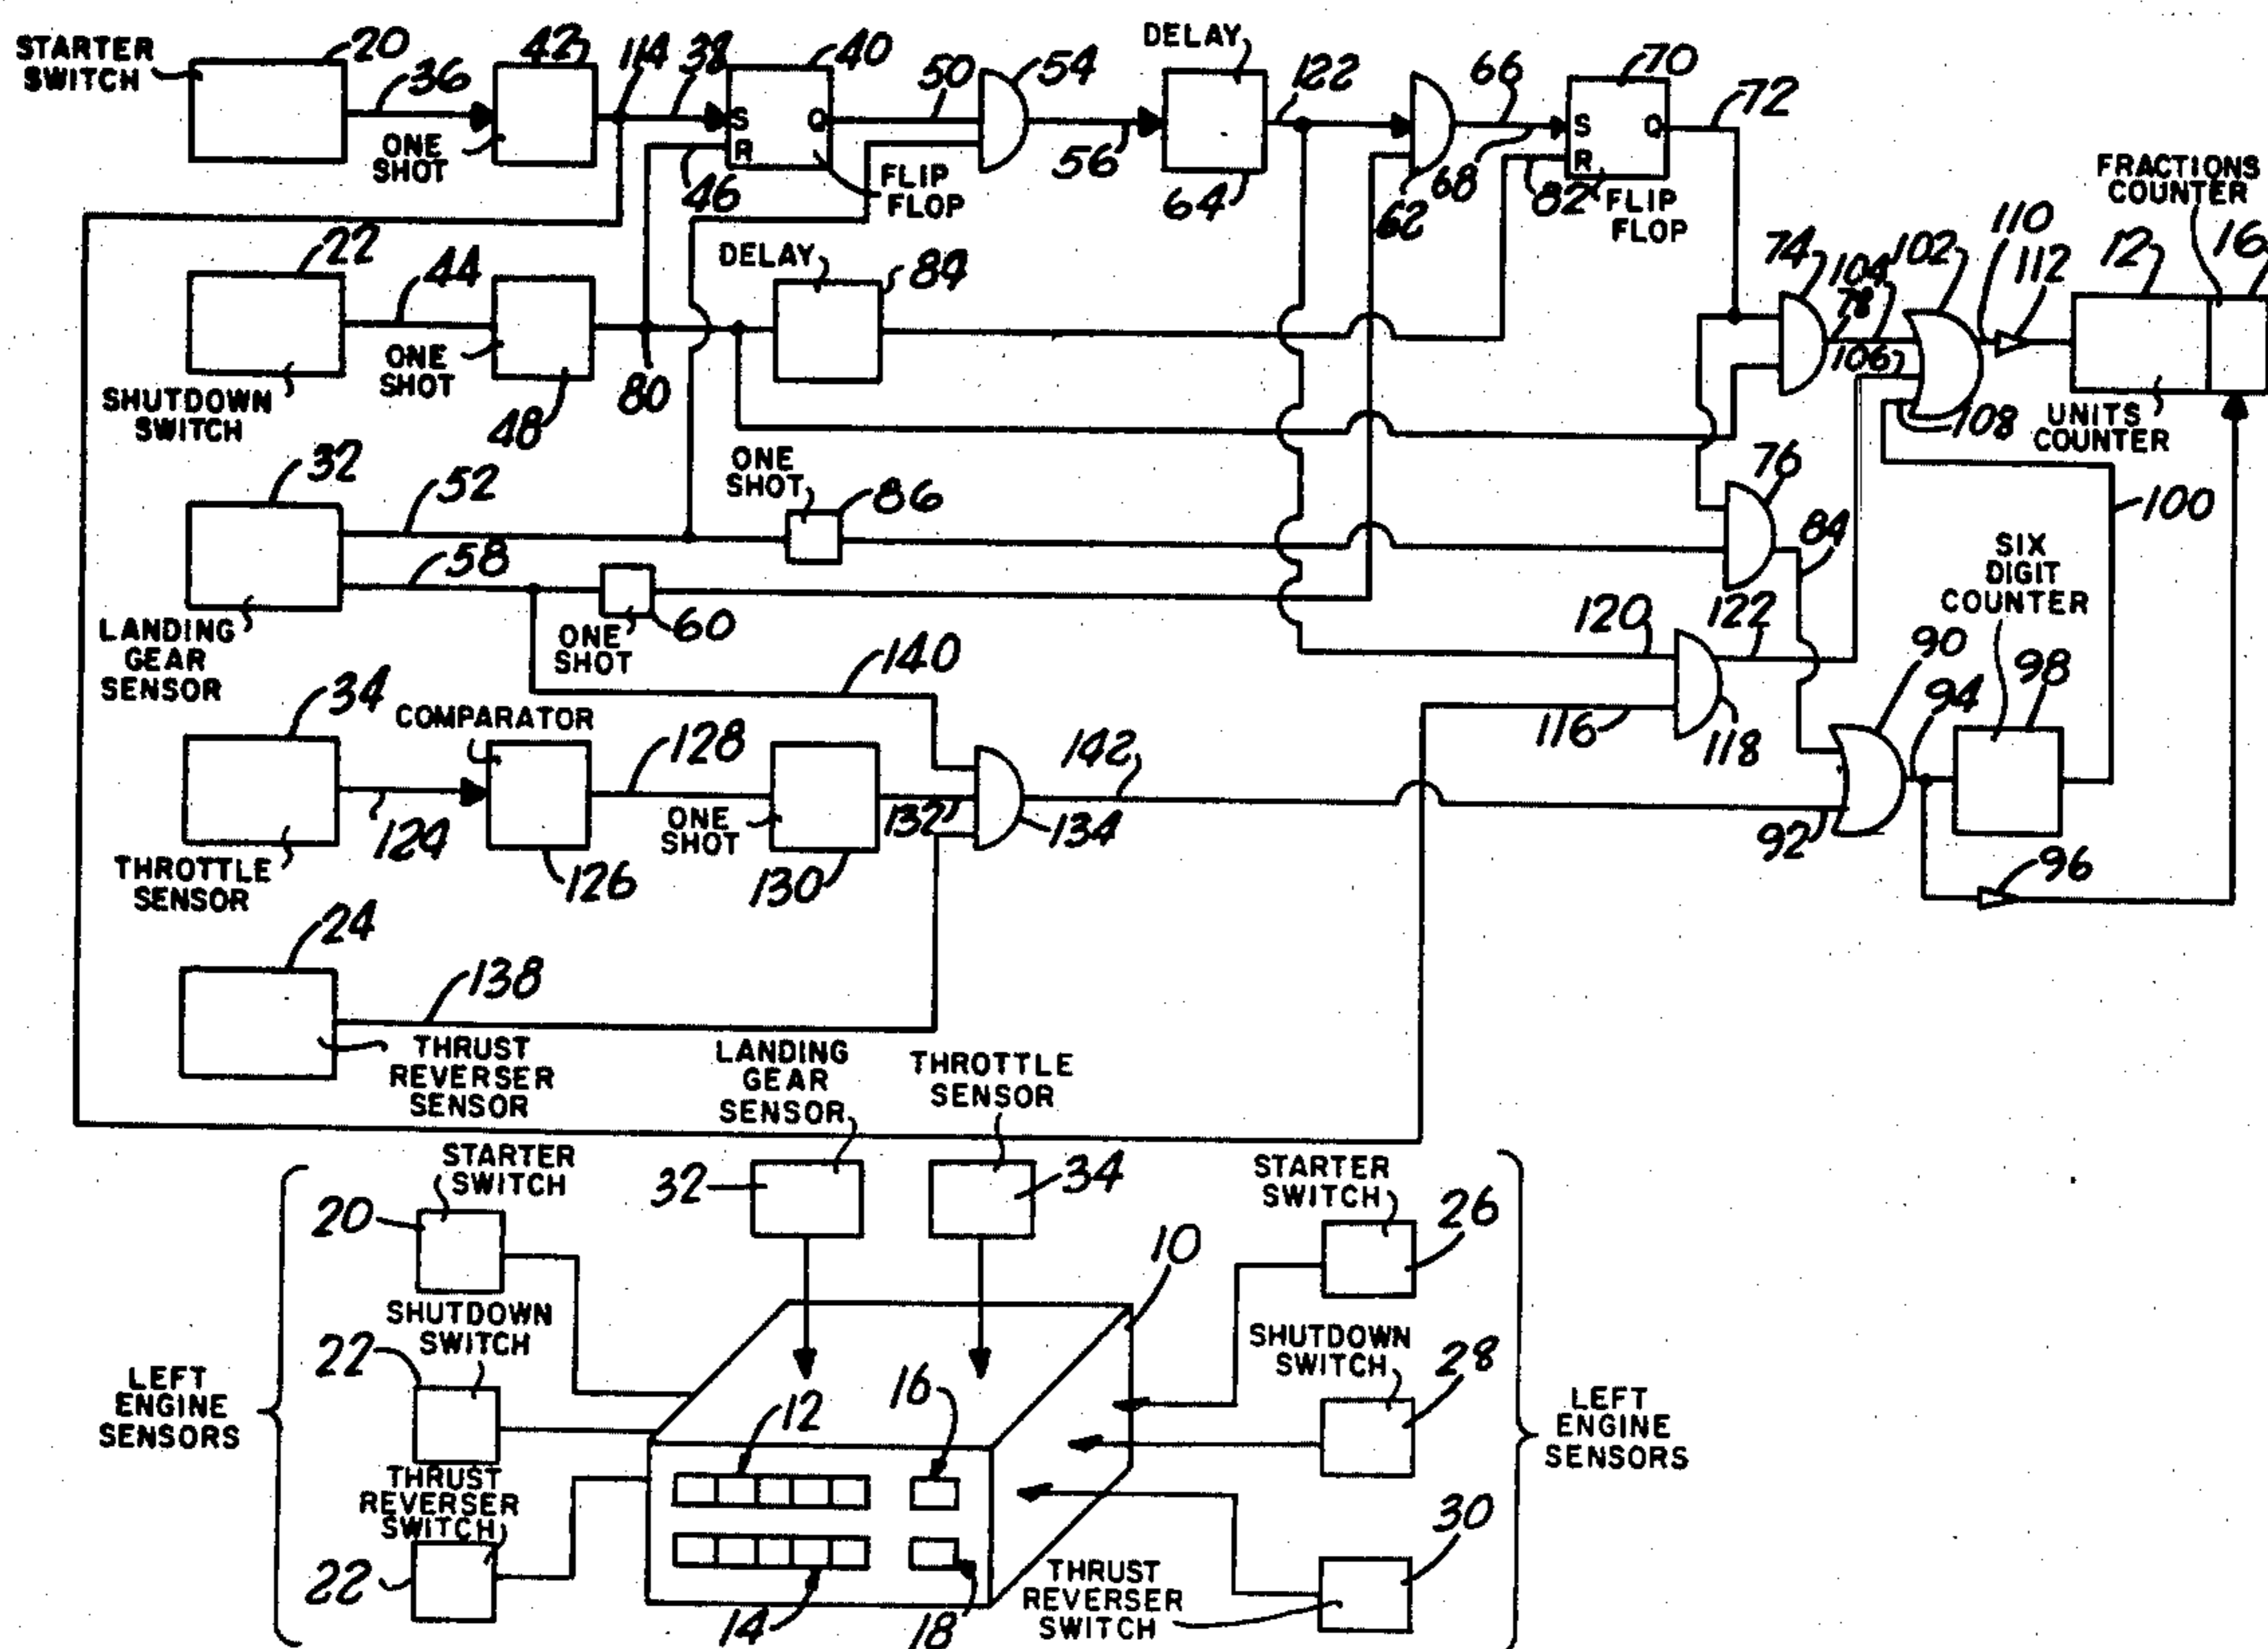 STARTER
SWITCH
20
36
42
ONE
SHOT
114
38
40
S
Q
R
46
FLIP
FLOP
50
54
56
DELAY
64
122
62
66
68
70
S
Q
R
82
FLIP
FLOP
72
FRACTIONS
COUNTER
22
44
ONE
SHOT
48
SHUTDOWN
SWITCH
80
DELAY
89
74
104
78
106
102
110
112
12
16
108
UNITS
COUNTER
32
52
58
LANDING
GEAR
SENSOR
ONE
SHOT
86
ONE
SHOT
60
76
84
100
120
122
116
118
SIX
DIGIT
COUNTER
90
94
98
34
124
THROTTLE
SENSOR
COMPARATOR
126
128
ONE
SHOT
130
132
140
134
142
92
96
24
138
THRUST
REVERSER
SENSOR
LANDING
GEAR
SENSOR
32
THROTTLE
SENSOR
34
LEFT
ENGINE
SENSORS
STARTER
SWITCH
20
SHUTDOWN
SWITCH
22
THRUST
REVERSER
SWITCH
22
10
12
16
14
18
STARTER
SWITCH
26
SHUTDOWN
SWITCH
28
THRUST
REVERSER
SWITCH
30
LEFT
ENGINE
SENSORS